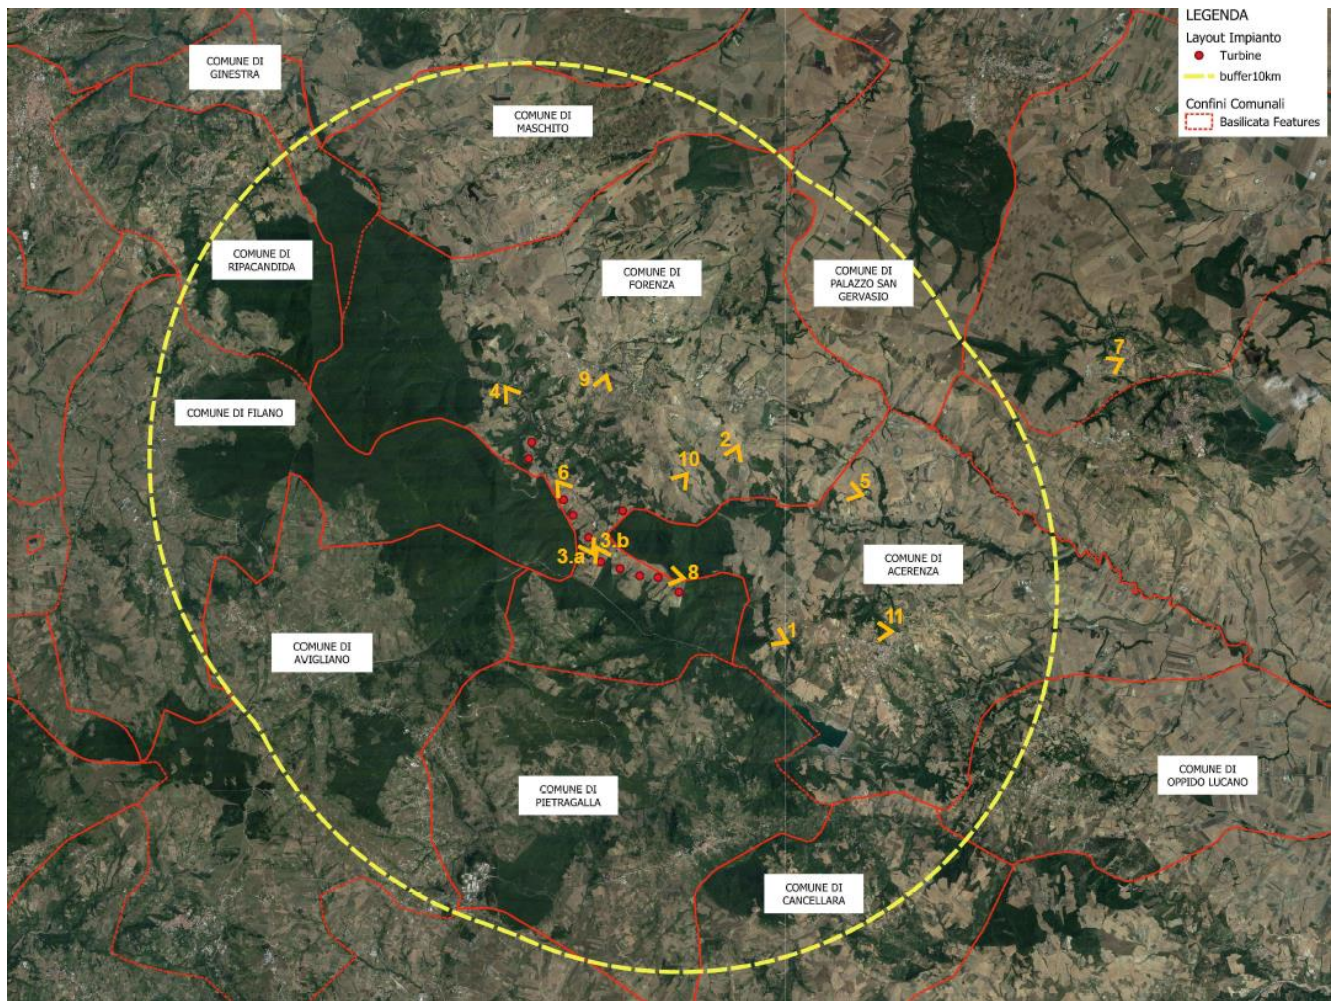 LEGENDA
Layout Impianto
Turbine
buffer10km
Confini Comunali
Basilicata Features
COMUNE DI
GINESTRA
COMUNE DI
MASCHITO
COMUNE DI
RIPACANDIDA
COMUNE DI
FORENZA
COMUNE DI
PALAZZO SAN
GERVASIO
7
4
9
COMUNE DI FILANO
2
10
6
5
3.a
3.b
8
COMUNE DI
ACERENZA
1
11
COMUNE DI
AVIGLIANO
COMUNE DI
PIETRAGALLA
COMUNE DI
OPPIDO LUCANO
COMUNE DI
CANCELLARA